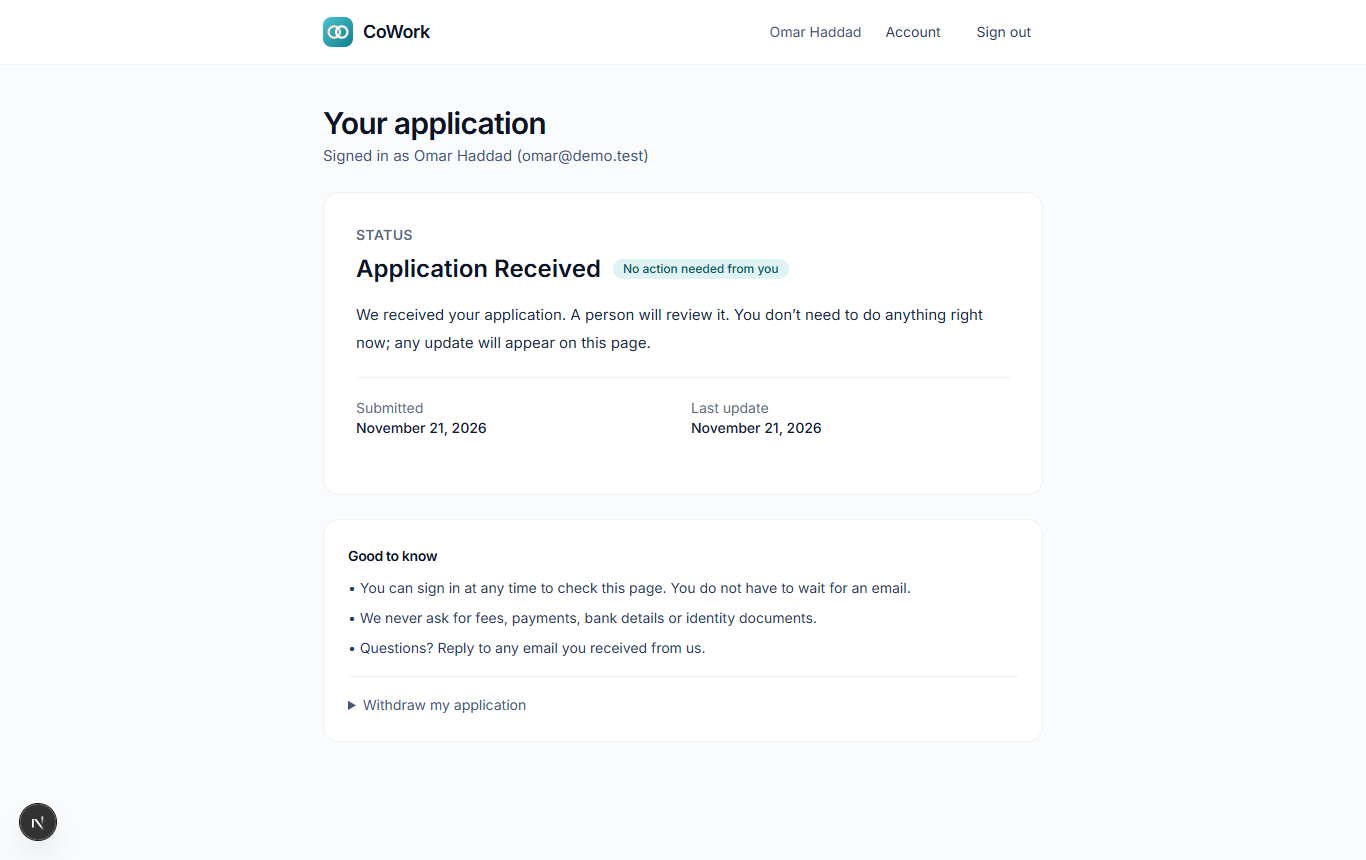 CoWork
Omar Haddad Account Sign out
Your application
Signed in as Omar Haddad (omar@demo.test)
STATUS
Application Received No action needed from you
We received your application. A person will review it. You don’t need to do anything right
now; any update will appear on this page.
Submitted Last update
November 21, 2026 November 21, 2026
Good to know
• You can sign in at any time to check this page. You do not have to wait for an email.
• We never ask for fees, payments, bank details or identity documents.
• Questions? Reply to any email you received from us.
Withdraw my application
N